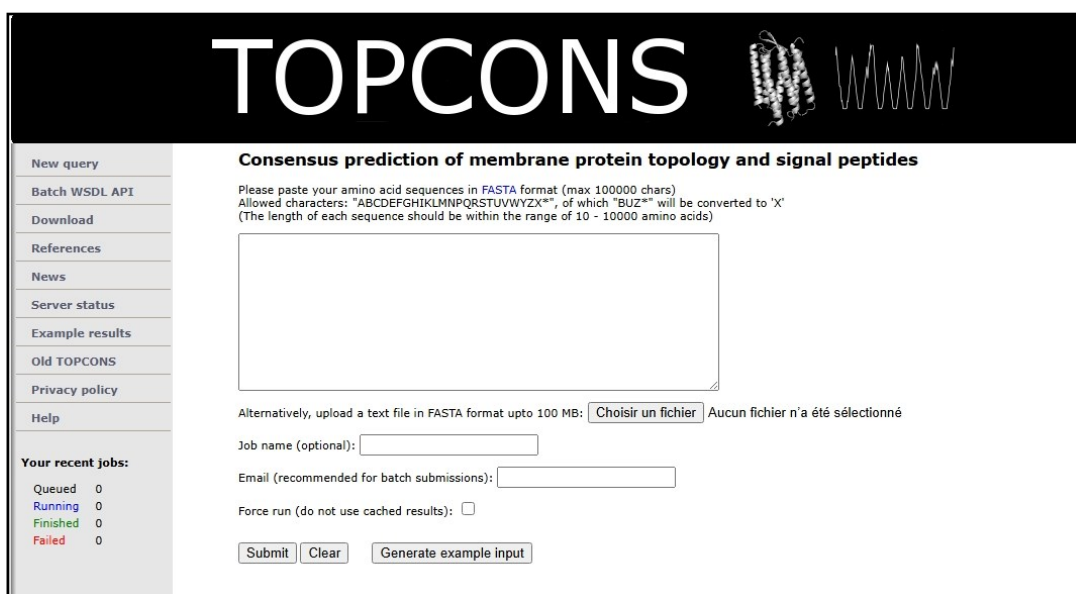 TOPCONS
New query
Batch WSDL API
Download
References
News
Server status
Example results
Old TOPCONS
Privacy policy
Help
Your recent jobs:
Queued 0
Running 0
Finished 0
Failed 0
Consensus prediction of membrane protein topology and signal peptides
Please paste your amino acid sequences in FASTA format (max 100000 chars)
Allowed characters: "ABCDEFGHIKLMNPQRSTUVWYZX*", of which "BUZ*" will be converted to 'X'
(The length of each sequence should be within the range of 10 - 10000 amino acids)
Alternatively, upload a text file in FASTA format upto 100 MB: Choisir un fichier Aucun fichier n'a été sélectionné
Job name (optional):
Email (recommended for batch submissions):
Force run (do not use cached results):
Submit Clear Generate example input